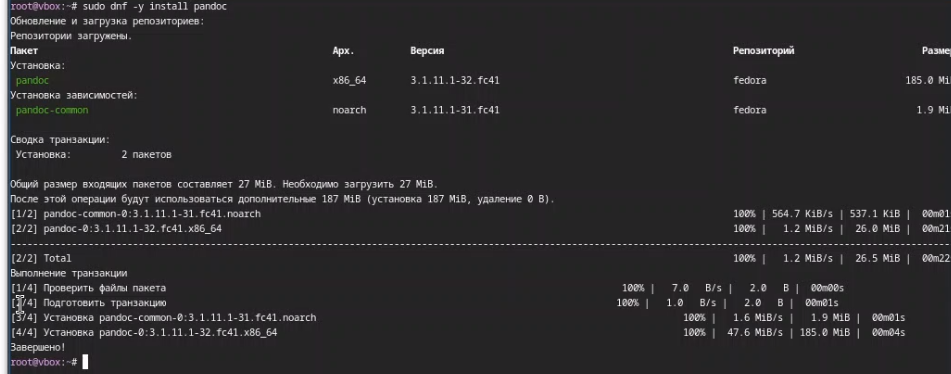 root@vbox:~# sudo dnf -y install pandoc
Обновление и загрузка репозиториев:
Репозитории загружены.
Пакет Арх. Версия Репозиторий Размер
Установка:
pandoc x86_64 3.1.11.1-32.fc41 fedora 185.0 Mi
Установка зависимостей:
pandoc-common noarch 3.1.11.1-31.fc41 fedora 1.9 Mi
Сводка транзакции:
Установка: 2 пакетов
Общий размер входящих пакетов составляет 27 MiB. Необходимо загрузить 27 MiB.
После этой операции будут использоваться дополнительные 187 MiB (установка 187 MiB, удаление 0 B).
[1/2] pandoc-common-0:3.1.11.1-31.fc41.noarch 100% | 564.7 KiB/s | 537.1 KiB | 00m01
[2/2] pandoc-0:3.1.11.1-32.fc41.x86_64 100% | 1.2 MiB/s | 26.0 MiB | 00m21
--------------------------------------------------------------------------------
[2/2] Total 100% | 1.2 MiB/s | 26.5 MiB | 00m22
Выполнение транзакции
[1/4] Проверить файлы пакета 100% | 7.0 B/s | 2.0 B | 00m00s
[2/4] Подготовить транзакцию 100% | 1.0 B/s | 2.0 B | 00m01s
[3/4] Установка pandoc-common-0:3.1.11.1-31.fc41.noarch 100% | 1.6 MiB/s | 1.9 MiB | 00m01s
[4/4] Установка pandoc-0:3.1.11.1-32.fc41.x86_64 100% | 47.6 MiB/s | 185.0 MiB | 00m04s
Завершено!
root@vbox:~#